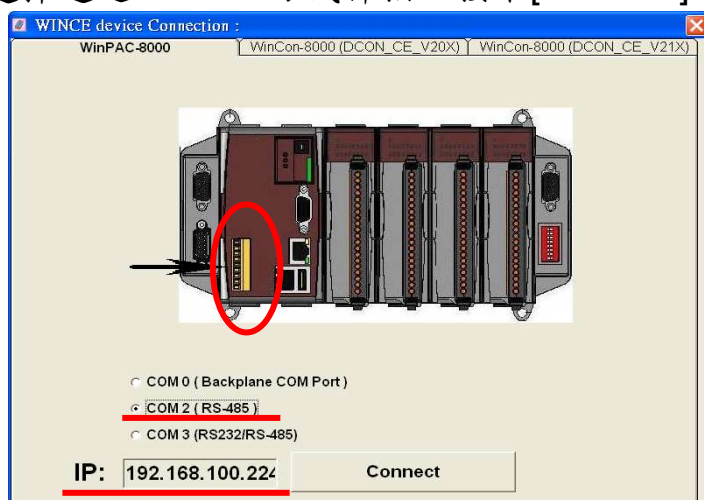 WINCE device Connection :
WinPAC-8000
WinCon-8000 (DCON_CE_V20X)
WinCon-8000 (DCON_CE_V21X)
COM 0 ( Backplane COM Port )
COM 2 ( RS-485 )
COM 3 (RS232/RS-485)
IP: 192.168.100.224
Connect